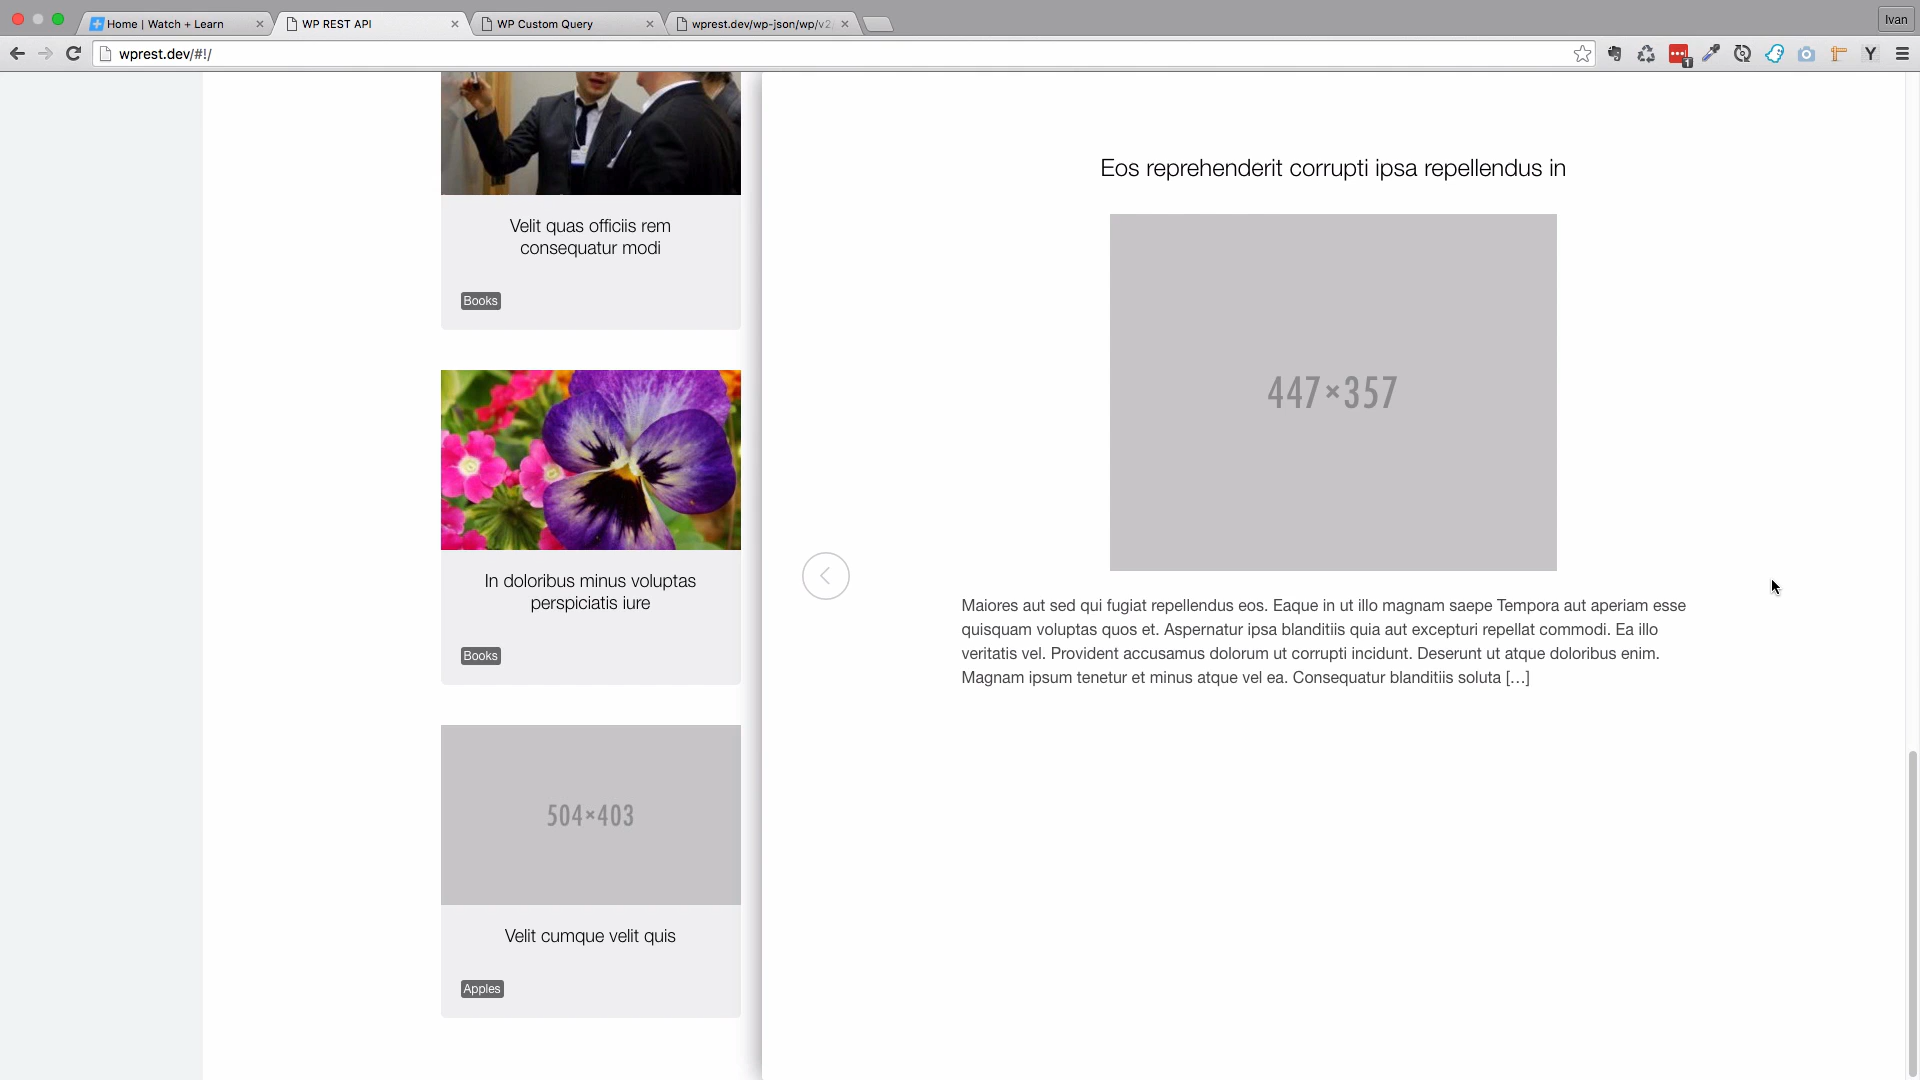 Home | Watch + Learn
WP REST API
WP Custom Query
wprest.dev/wp-json/wp/v2
Ivan
wprest.dev/#!/
1
Y
Velit quas officiis rem
consequatur modi
Books
In doloribus minus voluptas
perspiciatis iure
Books
504×403
Velit cumque velit quis
Apples
Eos reprehenderit corrupti ipsa repellendus in
447×357
Maiores aut sed qui fugiat repellendus eos. Eaque in ut illo magnam saepe Tempora aut aperiam esse
quisquam voluptas quos et. Aspernatur ipsa blanditiis quia aut excepturi repellat commodi. Ea illo
veritatis vel. Provident accusamus dolorum ut corrupti incidunt. Deserunt ut atque doloribus enim.
Magnam ipsum tenetur et minus atque vel ea. Consequatur blanditiis soluta […]